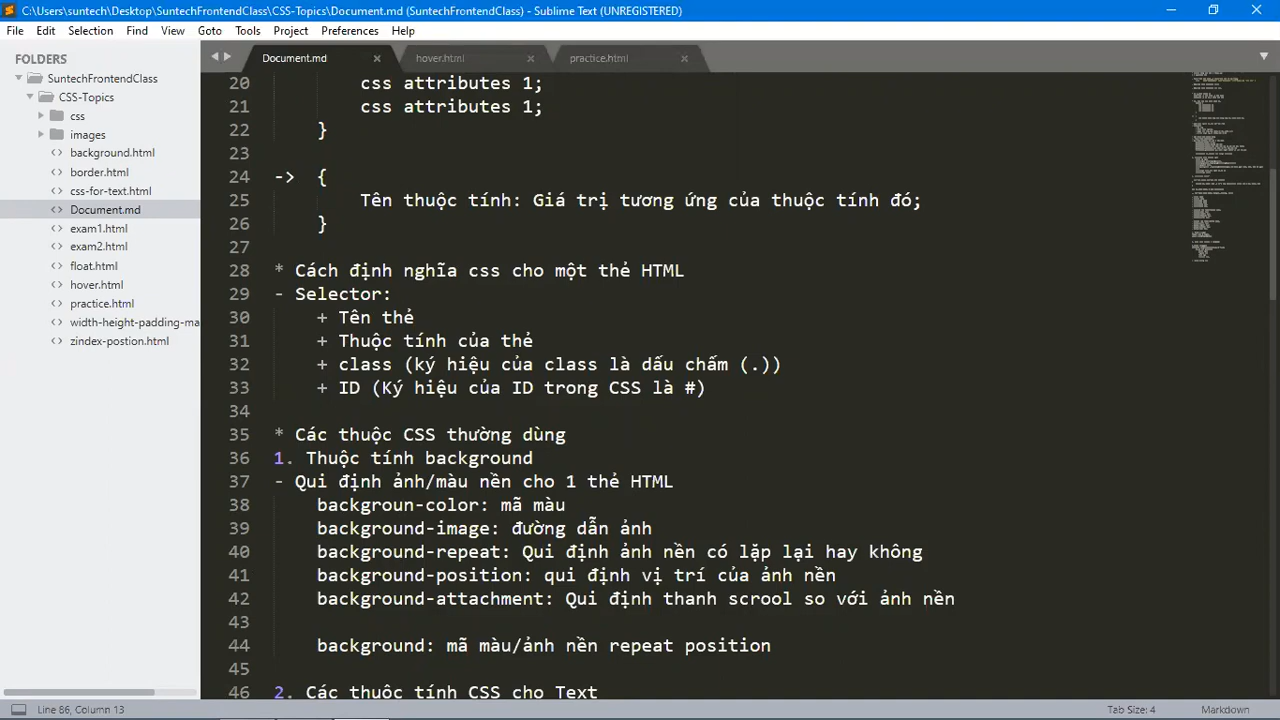 C:\Users\suntech\Desktop\SuntechFrontendClass\CSS-Topics\Document.md (SuntechFrontendClass) - Sublime Text (UNREGISTERED)
File Edit Selection Find View Goto Tools Project Preferences Help
FOLDERS
SuntechFrontendClass
CSS-Topics
css
images
background.html
border.html
css-for-text.html
Document.md
exam1.html
exam2.html
float.html
hover.html
practice.html
width-height-padding-ma
zindex-postion.html
Document.md hover.html practice.html
20 css attributes 1;
21 css attributes 1;
22 }
23
24 -> {
25 Tên thuộc tính: Giá trị tương ứng của thuộc tính đó;
26 }
27
28 * Cách định nghĩa css cho một thẻ HTML
29 - Selector:
30 + Tên thẻ
31 + Thuộc tính của thẻ
32 + class (ký hiệu của class là dấu chấm (.))
33 + ID (Ký hiệu của ID trong CSS là #)
34
35 * Các thuộc CSS thường dùng
36 1. Thuộc tính background
37 - Qui định ảnh/màu nền cho 1 thẻ HTML
38 backgroun-color: mã màu
39 background-image: đường dẫn ảnh
40 background-repeat: Qui định ảnh nền có lặp lại hay không
41 background-position: qui định vị trí của ảnh nền
42 background-attachment: Qui định thanh scrool so với ảnh nền
43
44 background: mã màu/ảnh nền repeat position
45
46 2. Các thuộc tính CSS cho Text
Line 86, Column 13 Tab Size: 4 Markdown